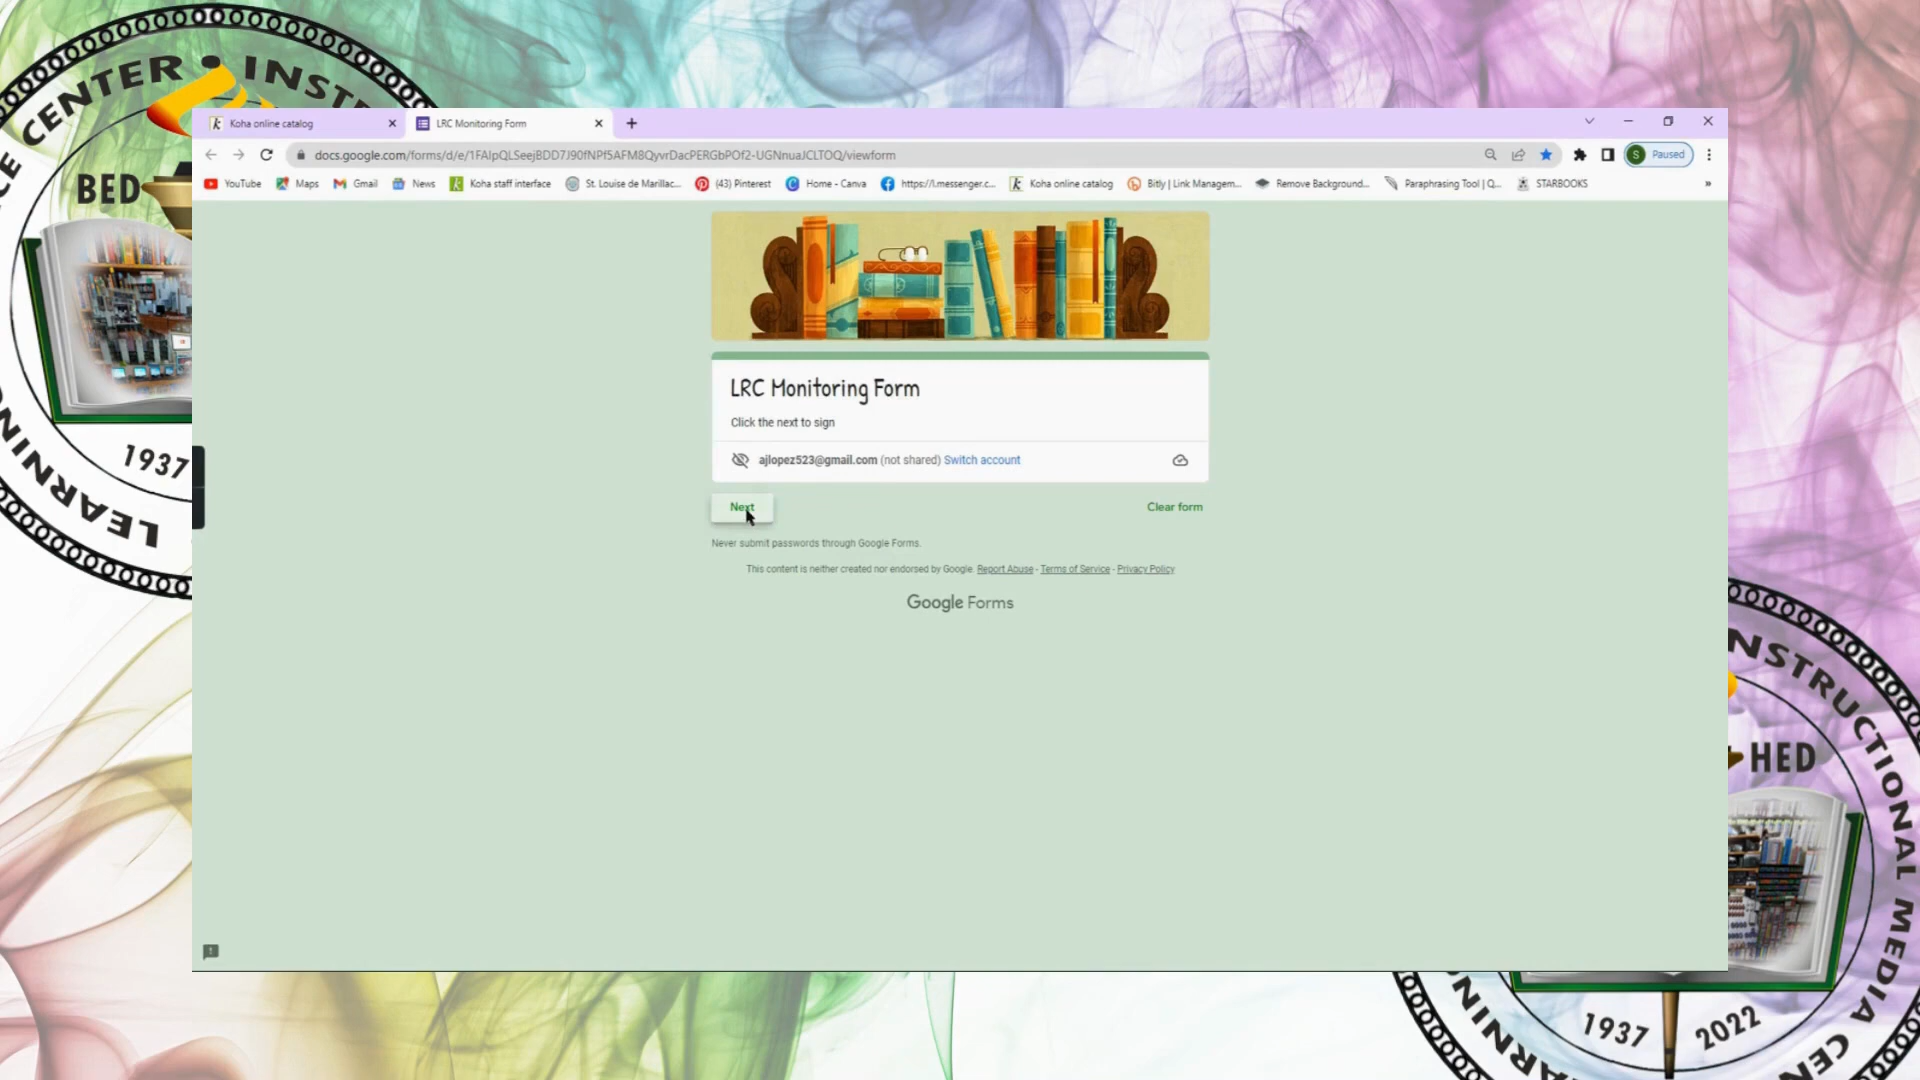 CENTER • INST
CE
BED
1937
LEARNING
Koha online catalog
LRC Monitoring Form
docs.google.com/forms/d/e/1FAIpQLSeejBDD7J90fNPf5AFM8QyvrDacPERGbPOf2-UGNnuaJCLTOQ/viewform
S Paused
YouTube Maps Gmail News Koha staff interface St. Louise de Marillac... (43) Pinterest Home - Canva https://l.messenger.c... Koha online catalog Bitly | Link Managem... Remove Background... Paraphrasing Tool | Q... STARBOOKS »
LRC Monitoring Form
Click the next to sign
ajlopez523@gmail.com (not shared) Switch account
Next
Clear form
Never submit passwords through Google Forms.
This content is neither created nor endorsed by Google. Report Abuse - Terms of Service - Privacy Policy
Google Forms
NSTRUCTIONAL MEDIA CEN
HED
1937 2022
NING